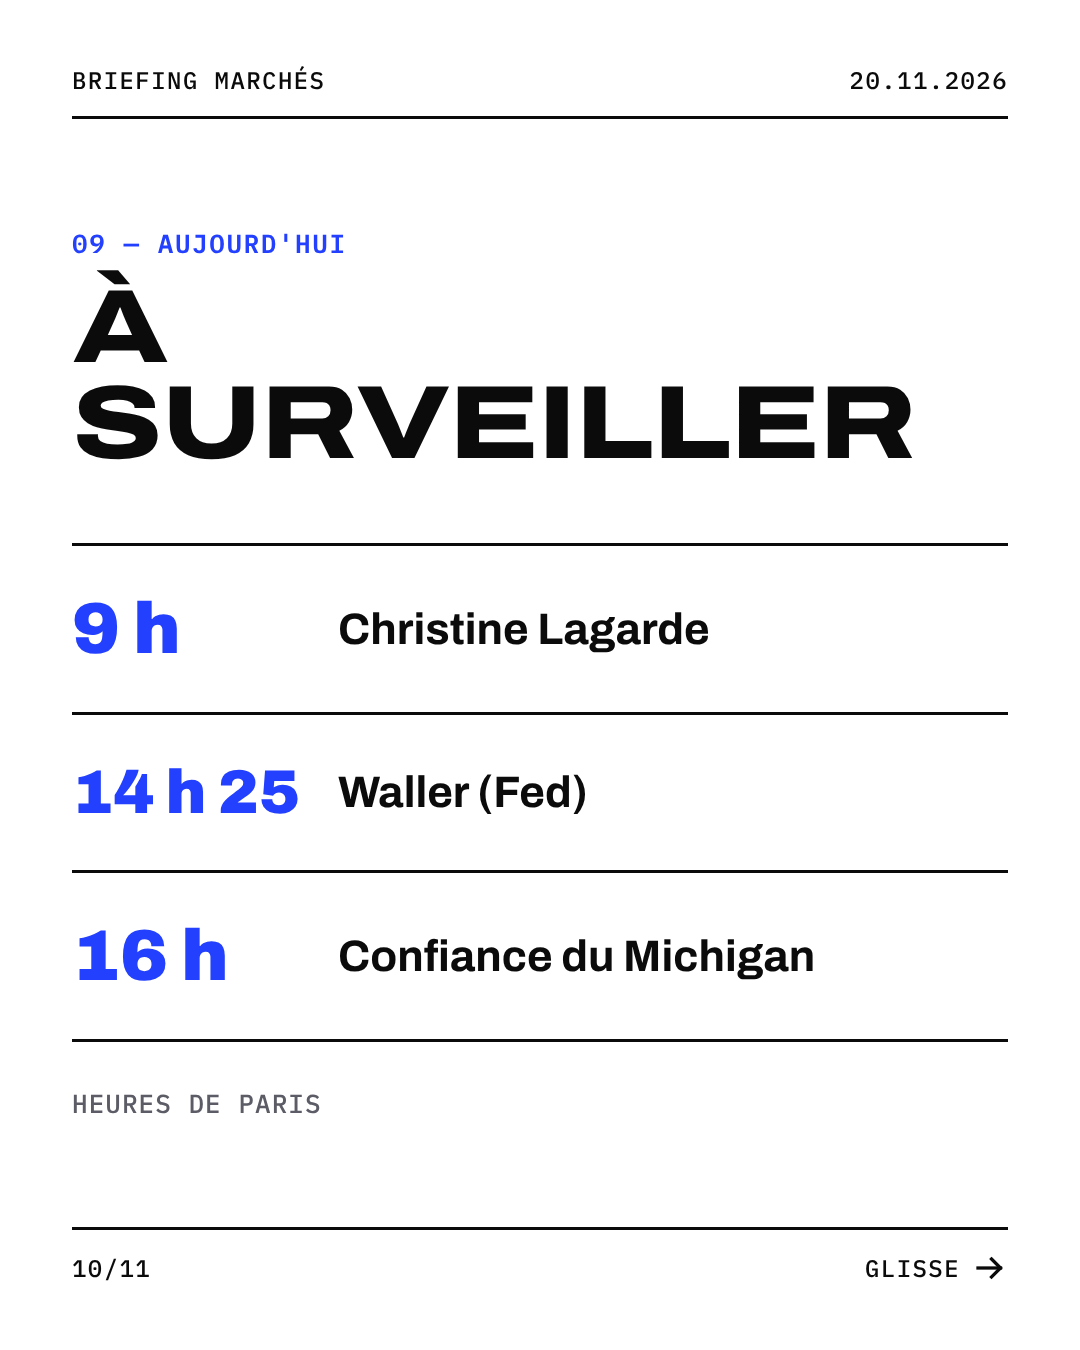 BRIEFING MARCHÉS 20.11.2026
09 — AUJOURD'HUI
À
SURVEILLER
9 h Christine Lagarde
14 h 25 Waller (Fed)
16 h Confiance du Michigan
HEURES DE PARIS
10/11 GLISSE →